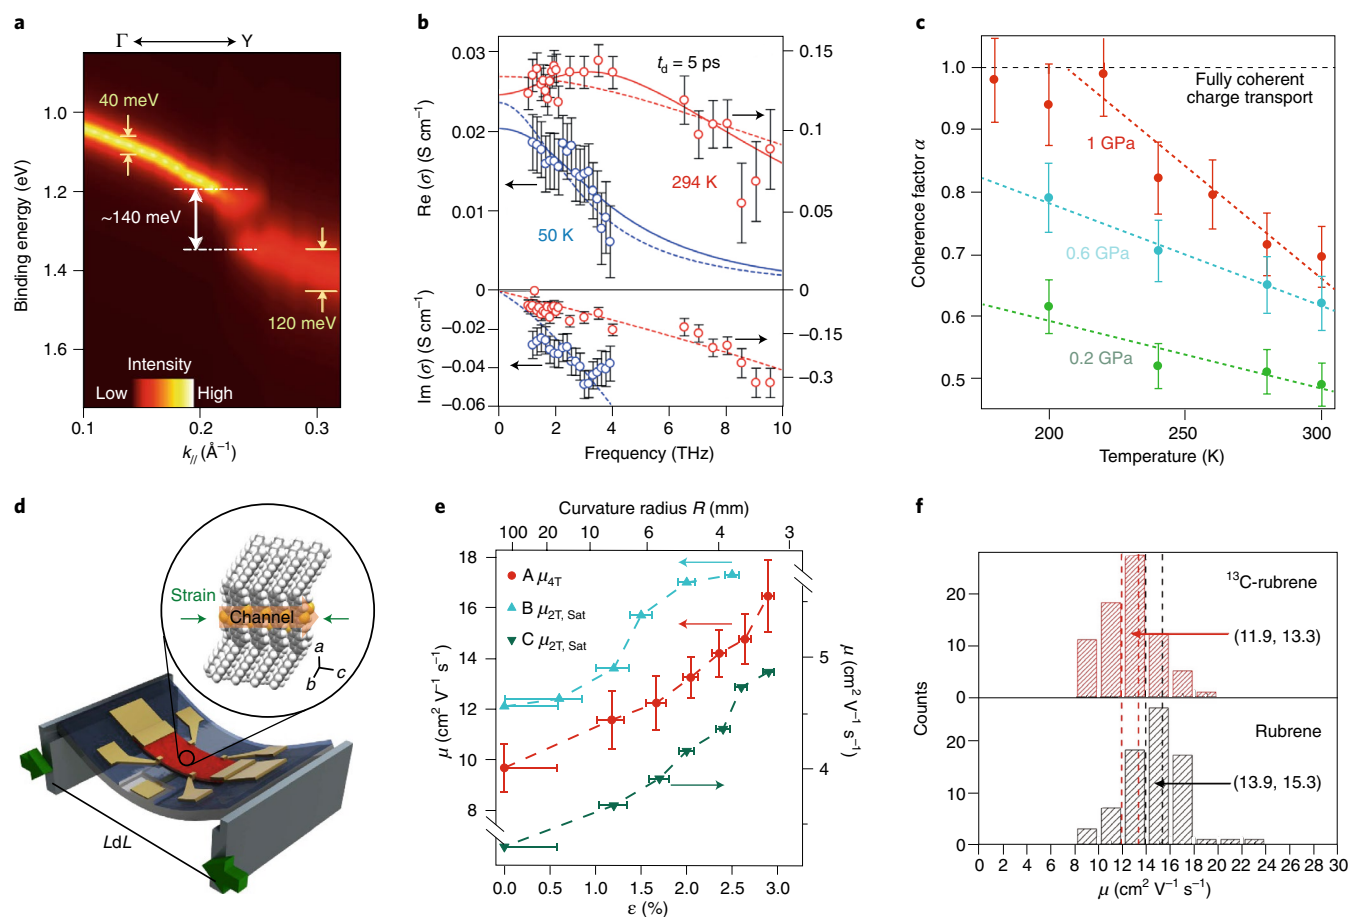 a
Γ Y
40 meV
~140 meV
120 meV
Intensity
Low High
Binding energy (eV)
1.0
1.2
1.4
1.6
0.1 0.2 0.3
k// (Å–1)
b
td = 5 ps
294 K
50 K
Re (σ) (S cm–1)
0.03
0.02
0.01
0
0.15
0.10
0.05
0
Im (σ) (S cm–1)
–0.02
–0.04
–0.06
–0.15
–0.3
0 2 4 6 8 10
Frequency (THz)
c
Fully coherent
charge transport
1 GPa
0.6 GPa
0.2 GPa
Coherence factor α
1.0
0.9
0.8
0.7
0.6
0.5
200 250 300
Temperature (K)
d
Strain
Channel
a
b
c
LdL
e
Curvature radius R (mm)
100 20 10 6 4 3
A μ4T
B μ2T, Sat
C μ2T, Sat
μ (cm2 V–1 s–1)
18
16
14
12
10
8
μ (cm2 V–1 s–1)
5
4
0.0 0.5 1.0 1.5 2.0 2.5 3.0
ε (%)
f
13C-rubrene
(11.9, 13.3)
Rubrene
(13.9, 15.3)
Counts
20
10
0
20
10
0
0 2 4 6 8 10 12 14 16 18 20 22 24 26 28 30
μ (cm2 V–1 s–1)